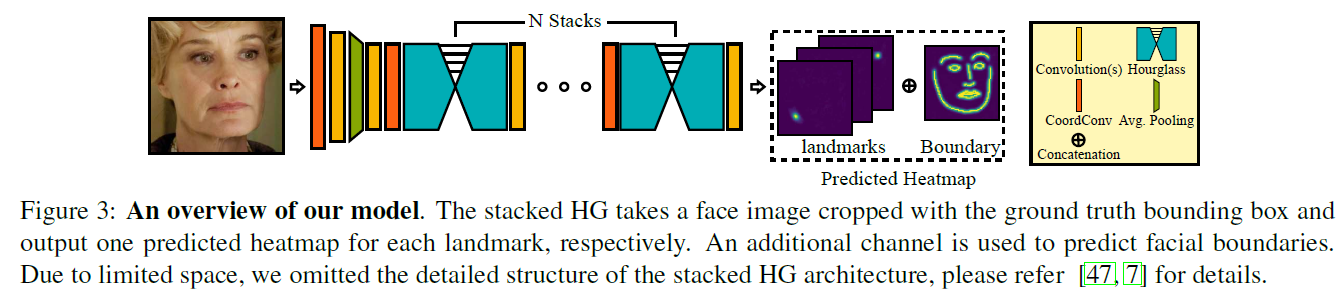 N Stacks
landmarks
Boundary
Predicted Heatmap
Convolution(s) Hourglass
CoordConv Avg. Pooling
Concatenation
Figure 3: An overview of our model. The stacked HG takes a face image cropped with the ground truth bounding box and
output one predicted heatmap for each landmark, respectively. An additional channel is used to predict facial boundaries.
Due to limited space, we omitted the detailed structure of the stacked HG architecture, please refer [47, 7] for details.